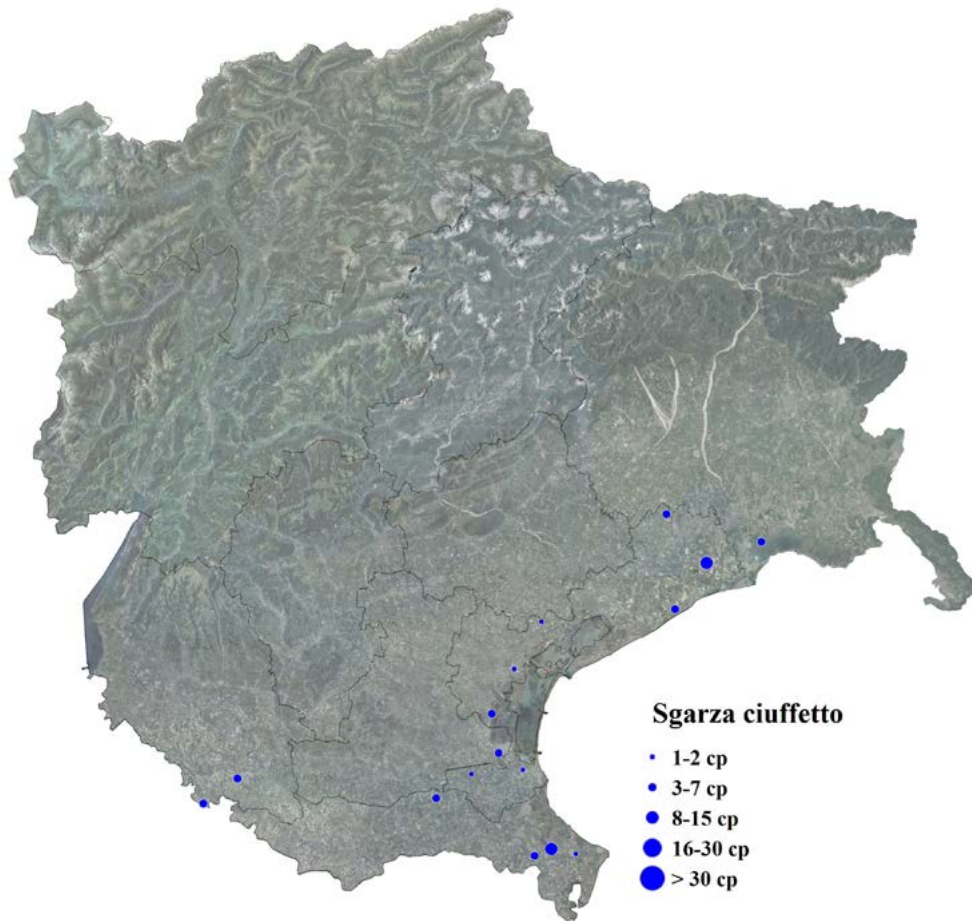 Sgarza ciuffetto
1-2 cp
3-7 cp
8-15 cp
16-30 cp
> 30 cp